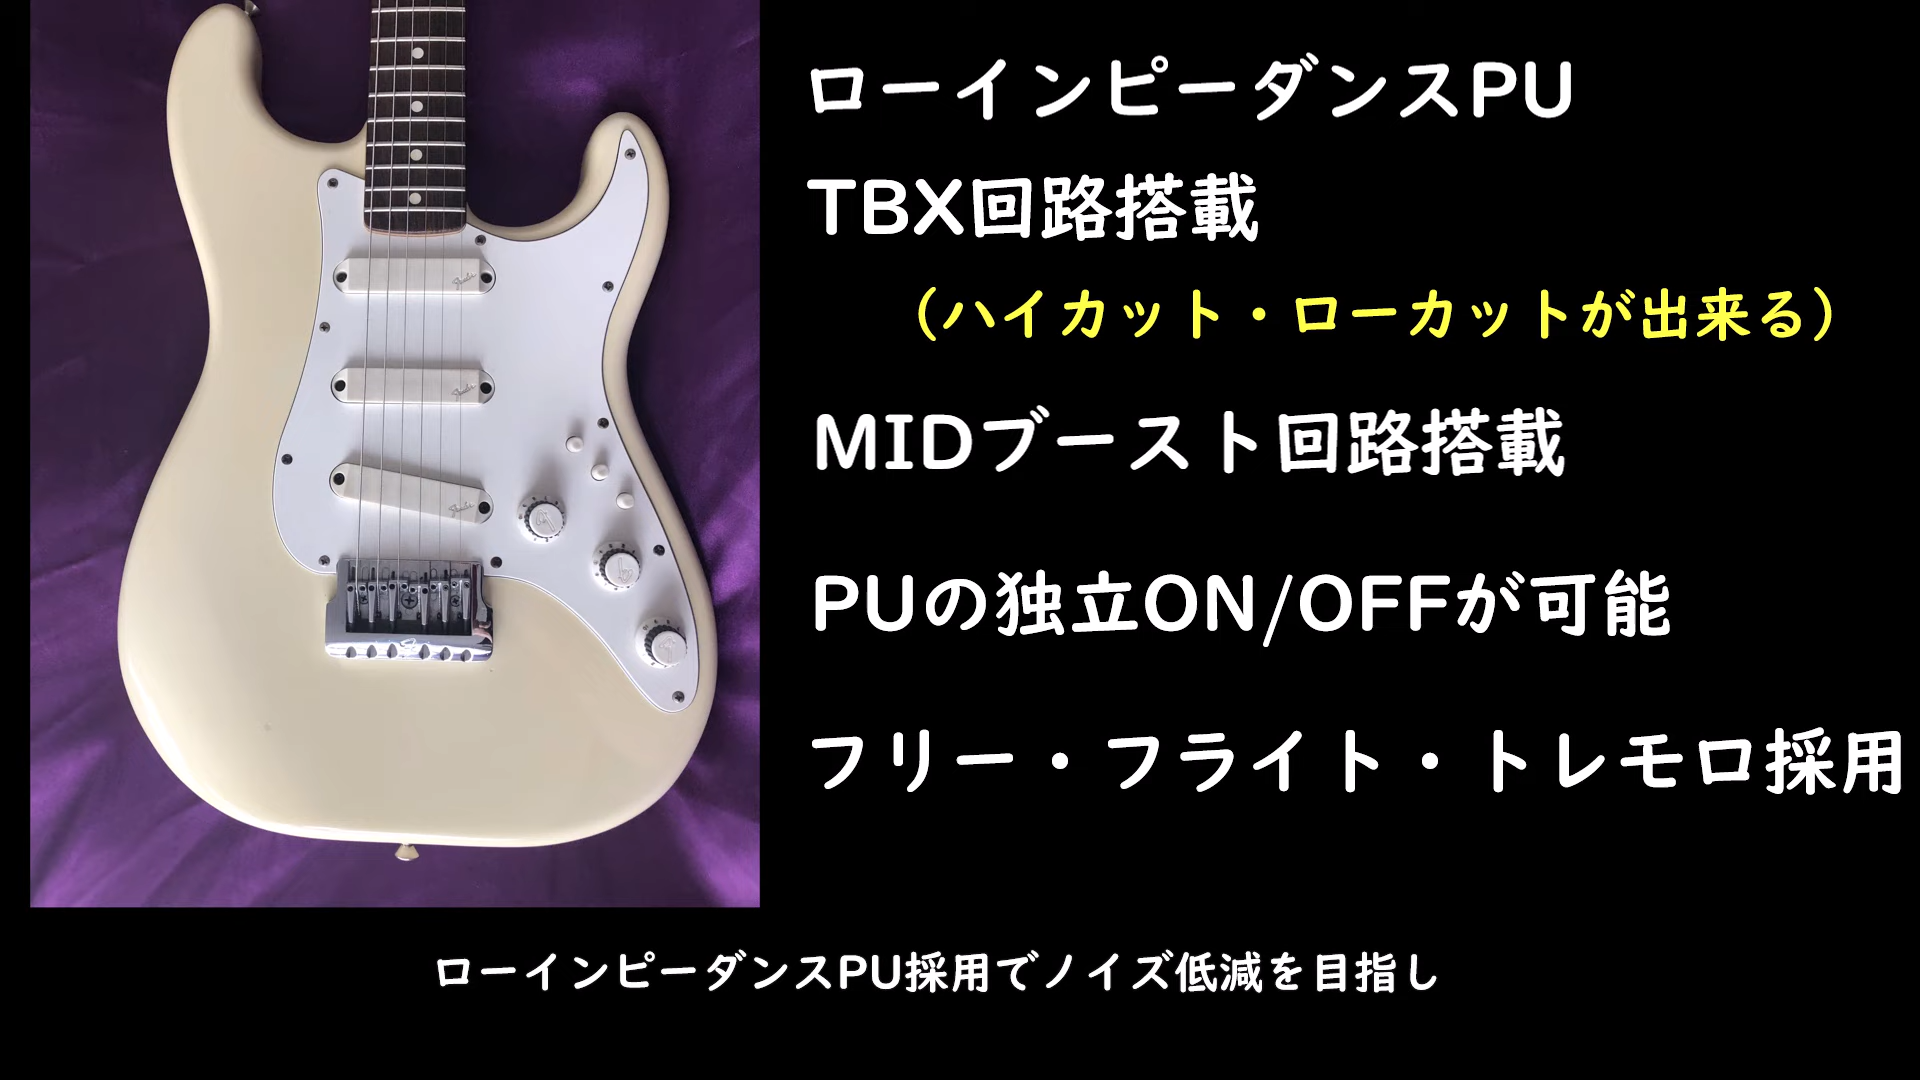 ローインピーダンスPU
TBX回路搭載
（ハイカット・ローカットが出来る）
MIDブースト回路搭載
PUの独立ON/OFFが可能
フリー・フライト・トレモロ採用
Fender
Fender
Fender
ローインピーダンスPU採用でノイズ低減を目指し